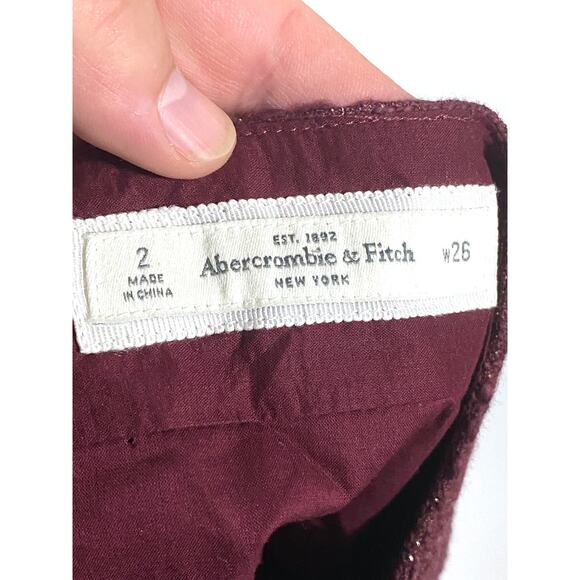 2
MADE
IN CHINA
EST. 1892
Abercrombie & Fitch
NEW YORK
W26